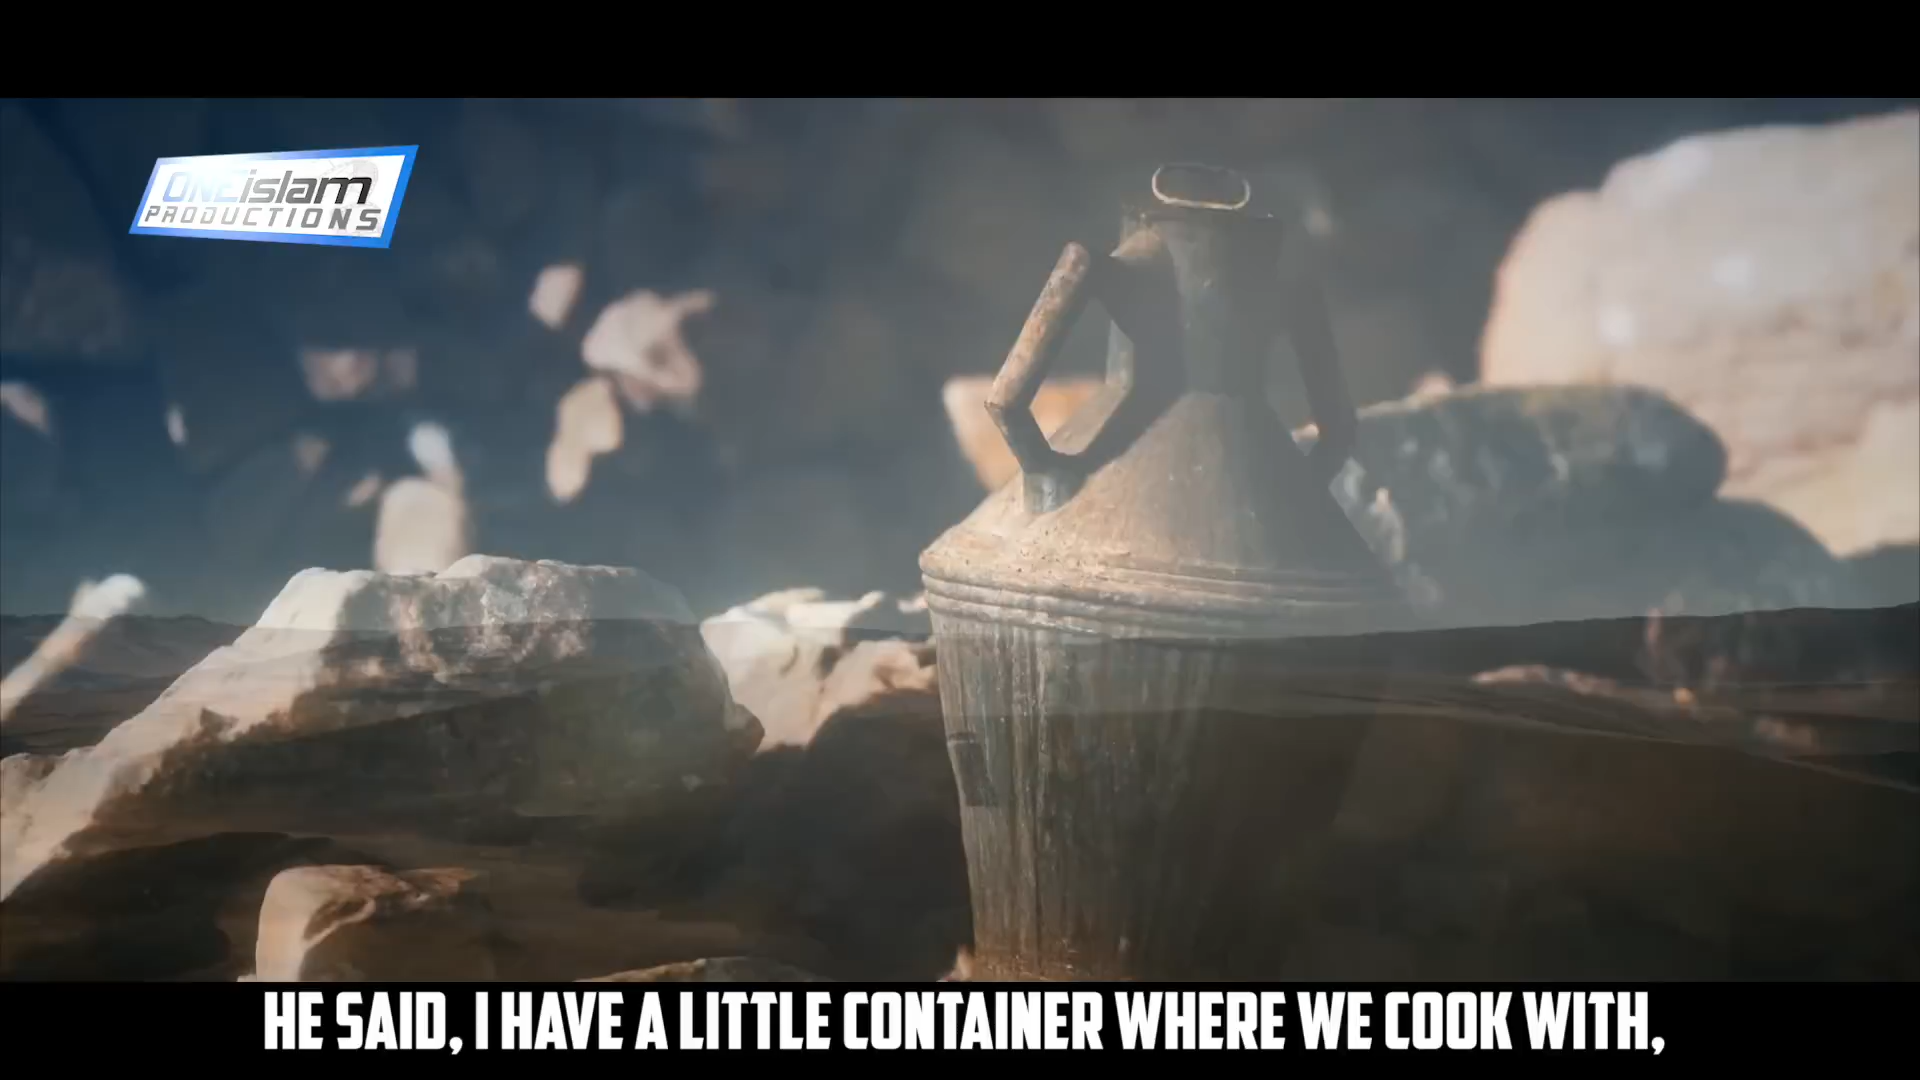 ONEislam
PRODUCTIONS
HE SAID, I HAVE A LITTLE CONTAINER WHERE WE COOK WITH,